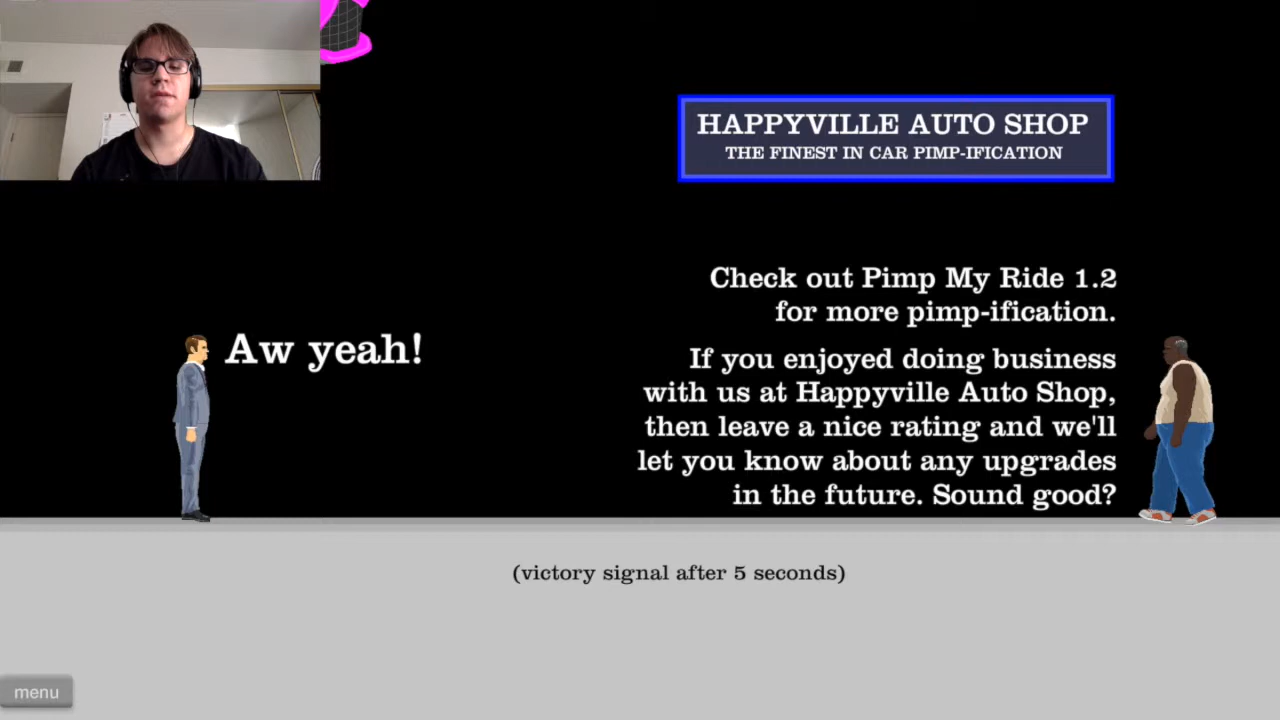 HAPPYVILLE AUTO SHOP
THE FINEST IN CAR PIMP-IFICATION
Check out Pimp My Ride 1.2
for more pimp-ification.
Aw yeah!
If you enjoyed doing business
with us at Happyville Auto Shop,
then leave a nice rating and we'll
let you know about any upgrades
in the future. Sound good?
(victory signal after 5 seconds)
menu